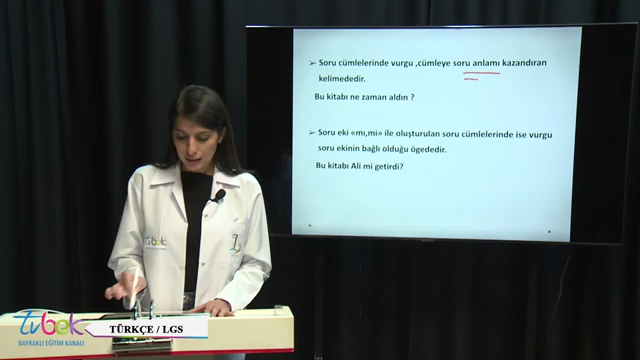 ➢ Soru cümlelerinde vurgu ,cümleye soru anlamı kazandıran
kelimededir.
Bu kitabı ne zaman aldın ?
➢ Soru eki «mı,mi» ile oluşturulan soru cümlelerinde ise vurgu
soru ekinin bağlı olduğu ögededir.
Bu kitabı Ali mi getirdi?
tvbek
tvbek
BAYRAKLI EĞİTİM KANALI
TÜRKÇE / LGS